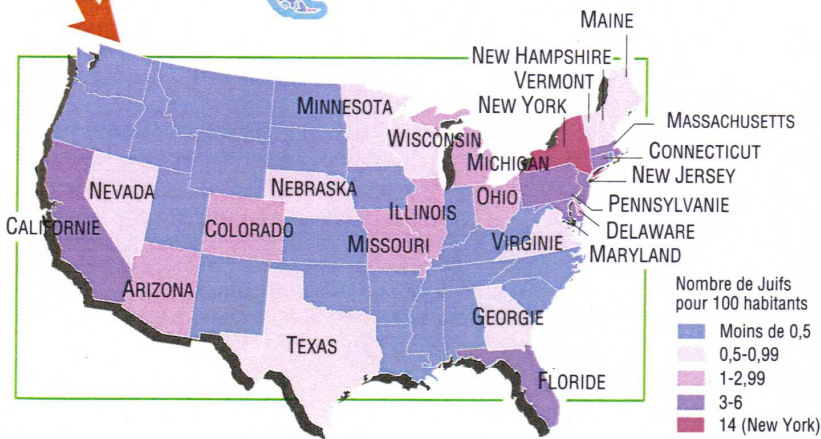 MAINE
NEW HAMPSHIRE
VERMONT
NEW YORK
MINNESOTA
WISCONSIN
MICHIGAN
MASSACHUSETTS
CONNECTICUT
NEW JERSEY
NEVADA
NEBRASKA
ILLINOIS
OHIO
PENNSYLVANIE
CALIFORNIE
COLORADO
MISSOURI
VIRGINIE
DELAWARE
MARYLAND
ARIZONA
TEXAS
GEORGIE
FLORIDE
Nombre de Juifs
pour 100 habitants
Moins de 0,5
0,5-0,99
1-2,99
3-6
14 (New York)